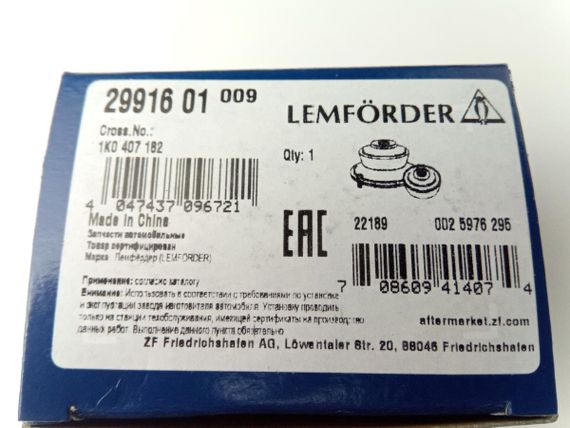 29916 01 009
LEMFÖRDER
Cross.No.:
1K0 407 182
Qty: 1
4 047437 096721
Made in China
EAC
22189 002 5976 295
Запчасти автомобильные
Товар сертифицирован
Марка Лемфёрдер (LEMFÖRDER)
7 08609 41407 4
Применение: согласно каталогу
Внимание: Использовать в соответствии с требованиями по установке
и эксплуатации завода изготовителя автомобиля. Установку проводить
только на станции техобслуживания, имеющей сертификаты на производство
данных работ. Выполнение данного пункта обязательно
aftermarket.zf.com
ZF Friedrichshafen AG, Löwentaler Str. 20, 88046 Friedrichshafen